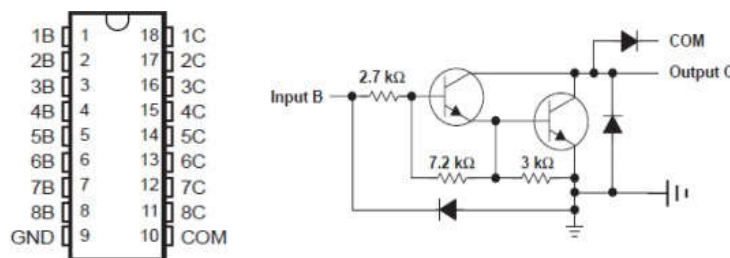 1B 1 18 1C
2B 2 17 2C
3B 3 16 3C
4B 4 15 4C
5B 5 14 5C
6B 6 13 6C
7B 7 12 7C
8B 8 11 8C
GND 9 10 COM
COM
Output C
2.7 kΩ
Input B
7.2 kΩ 3 kΩ